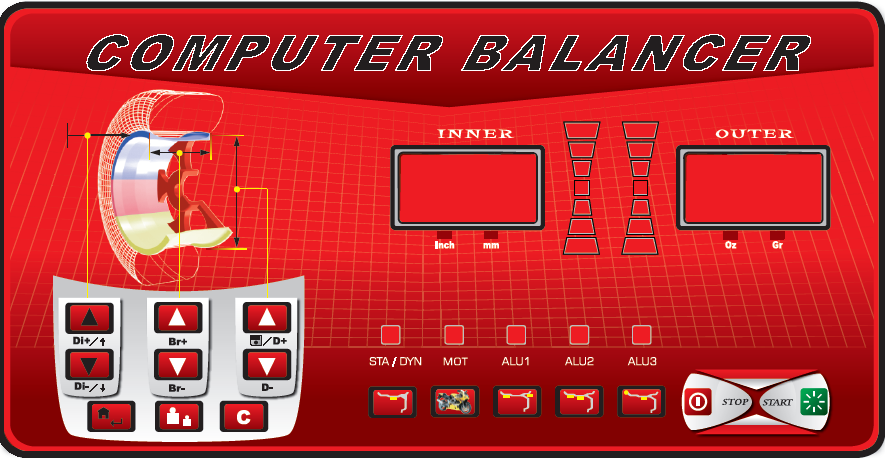 COMPUTER BALANCER
INNER
OUTER
Inch
mm
Oz
Gr
Di+/↑
Br+
/D+
Di-/↓
Br-
D-
C
STA / DYN
MOT
ALU1
ALU2
ALU3
STOP
START